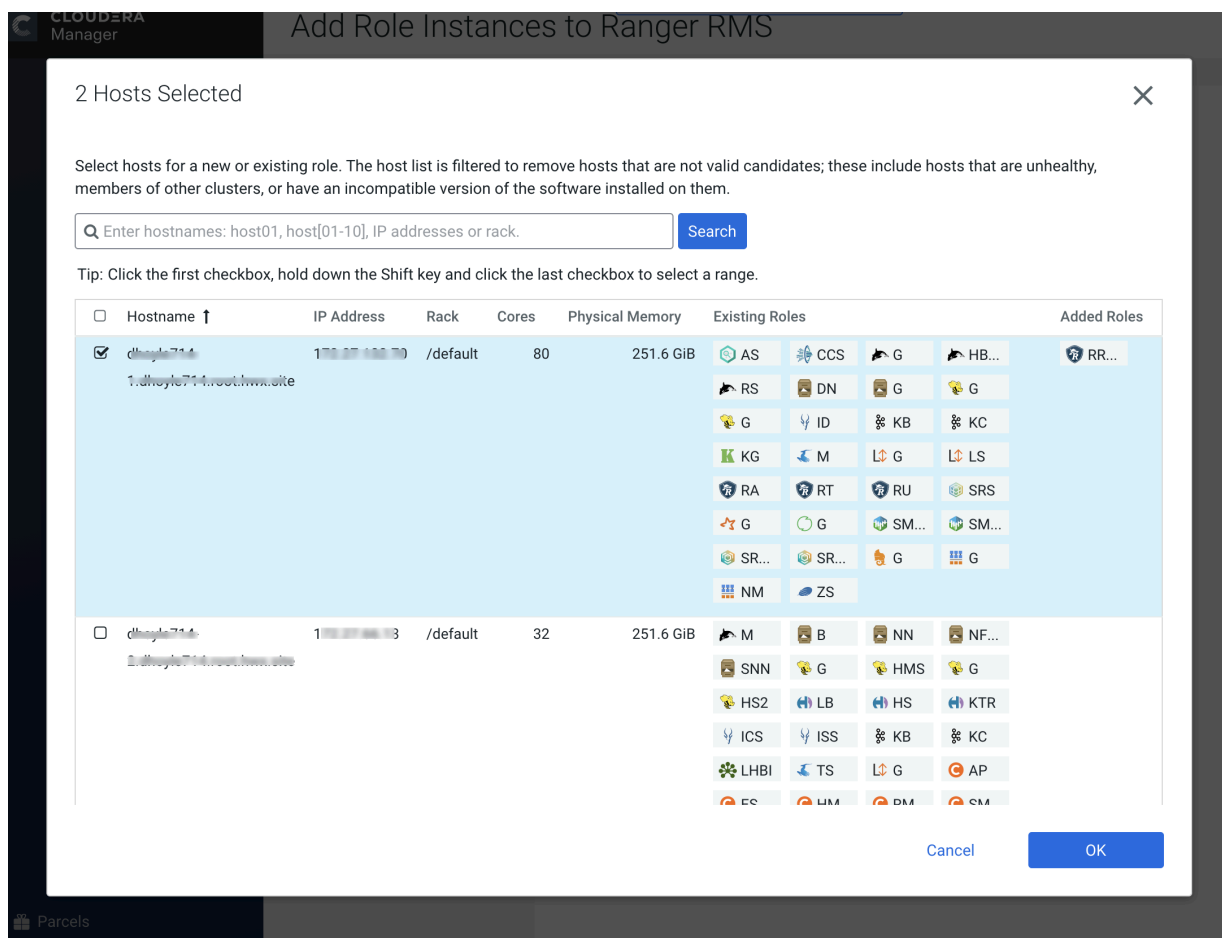 CLOUDERA
Manager
Add Role Instances to Ranger RMS
2 Hosts Selected
Select hosts for a new or existing role. The host list is filtered to remove hosts that are not valid candidates; these include hosts that are unhealthy,
members of other clusters, or have an incompatible version of the software installed on them.
Enter hostnames: host01, host[01-10], IP addresses or rack. Search
Tip: Click the first checkbox, hold down the Shift key and click the last checkbox to select a range.
Hostname ↑ IP Address Rack Cores Physical Memory Existing Roles Added Roles
/default 80 251.6 GiB AS CCS G HB... RR...
RS DN G G
G ID KB KC
KG M G LS
RA RT RU SRS
G G SM... SM...
SR... SR... G G
NM ZS
/default 32 251.6 GiB M B NN NF...
SNN G HMS G
HS2 LB HS KTR
ICS ISS KB KC
LHBI TS G AP
Cancel OK
Parcels